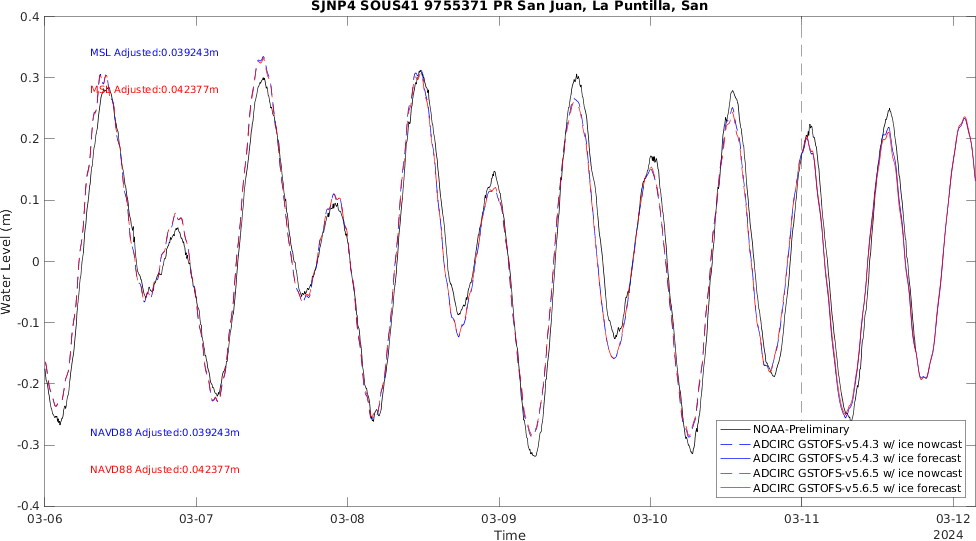 SJNP4 SOUS41 9755371 PR San Juan, La Puntilla, San
0.4
0.3
0.2
0.1
0
-0.1
-0.2
-0.3
-0.4
Water Level (m)
MSL Adjusted:0.039243m
MSL Adjusted:0.042377m
NAVD88 Adjusted:0.039243m
NAVD88 Adjusted:0.042377m
NOAA-Preliminary
ADCIRC GSTOFS-v5.4.3 w/ ice nowcast
ADCIRC GSTOFS-v5.4.3 w/ ice forecast
ADCIRC GSTOFS-v5.6.5 w/ ice nowcast
ADCIRC GSTOFS-v5.6.5 w/ ice forecast
03-06 03-07 03-08 03-09 03-10 03-11 03-12
2024
Time